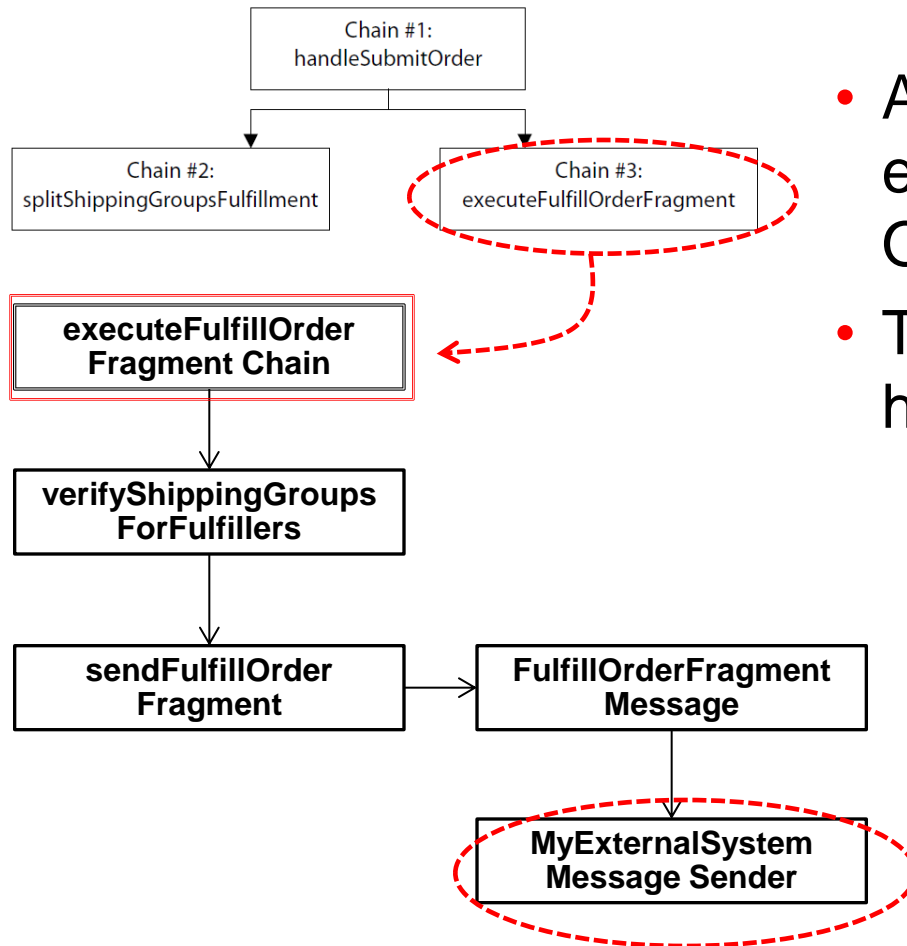 Chain #1:
handleSubmitOrder
Chain #2:
splitShippingGroupsFulfillment
Chain #3:
executeFulfillOrderFragment
executeFulfillOrder
Fragment Chain
verifyShippingGroups
ForFulfillers
sendFulfillOrder
Fragment
FulfillOrderFragment
Message
MyExternalSystem
Message Sender